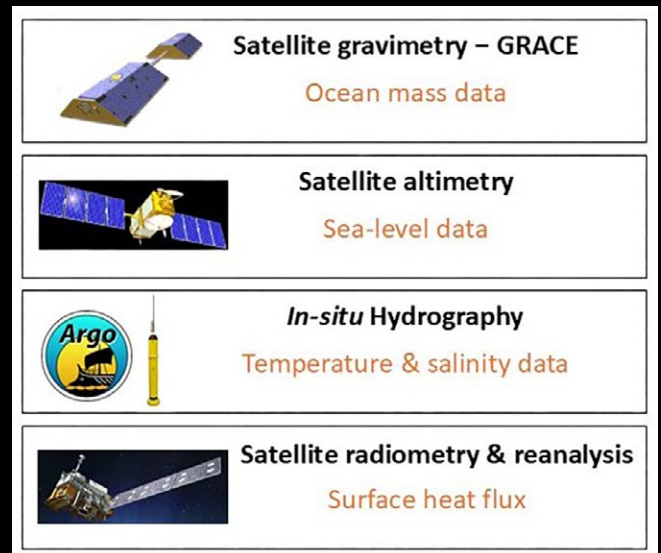 Satellite gravimetry – GRACE
Ocean mass data
Satellite altimetry
Sea-level data
Argo
In-situ Hydrography
Temperature & salinity data
Satellite radiometry & reanalysis
Surface heat flux